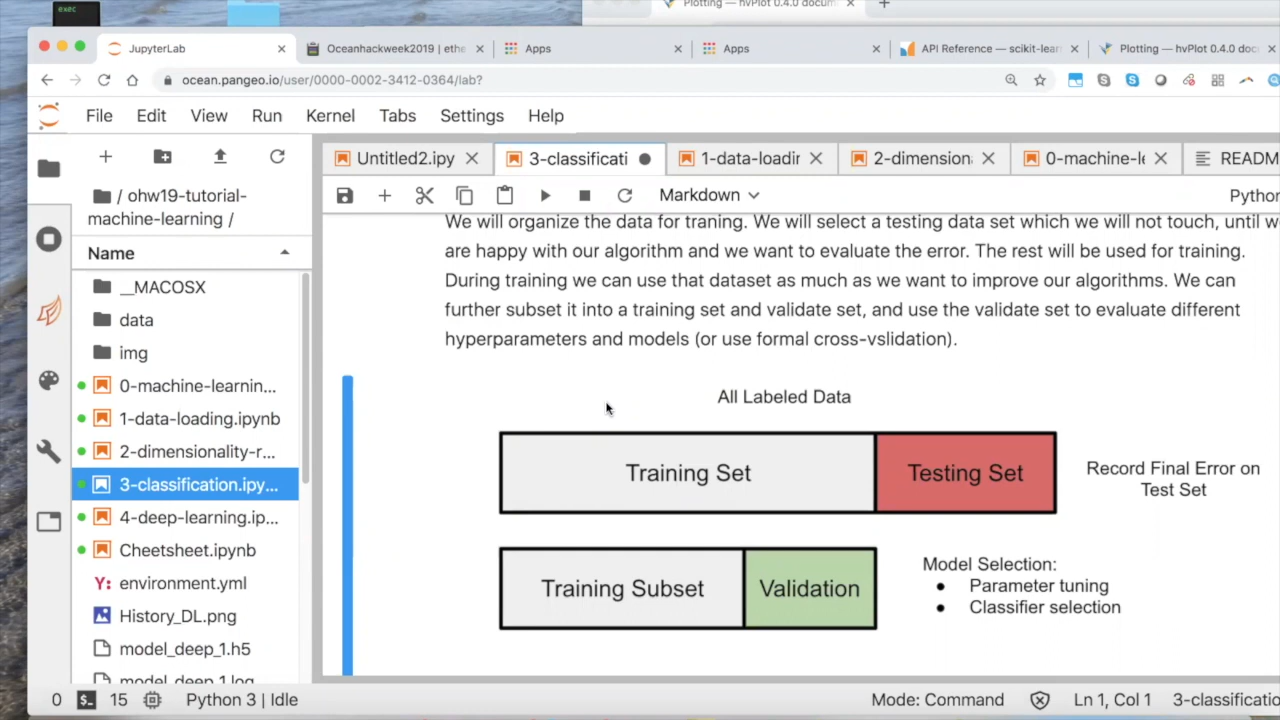 exec
Plotting — hvPlot 0.4.0 docum
JupyterLab
Oceanhackweek2019 | ethe
Apps
Apps
API Reference — scikit-lear
Plotting — hvPlot 0.4.0 doc
ocean.pangeo.io/user/0000-0002-3412-0364/lab?
File Edit View Run Kernel Tabs Settings Help
Untitled2.ipy
3-classificati
1-data-loadir
2-dimension
0-machine-le
README
Markdown
Python
/ ohw19-tutorial-
machine-learning /
Name
__MACOSX
data
img
0-machine-learnin...
1-data-loading.ipynb
2-dimensionality-r...
3-classification.ipy...
4-deep-learning.ip...
Cheetsheet.ipynb
Y: environment.yml
History_DL.png
model_deep_1.h5
model_deep_1.log
We will organize the data for traning. We will select a testing data set which we will not touch, until w
are happy with our algorithm and we want to evaluate the error. The rest will be used for training.
During training we can use that dataset as much as we want to improve our algorithms. We can
further subset it into a training set and validate set, and use the validate set to evaluate different
hyperparameters and models (or use formal cross-vslidation).
All Labeled Data
Training Set
Testing Set
Record Final Error on
Test Set
Training Subset
Validation
Model Selection:
● Parameter tuning
● Classifier selection
0
$_
15
Python 3 | Idle
Mode: Command
Ln 1, Col 1
3-classificatio